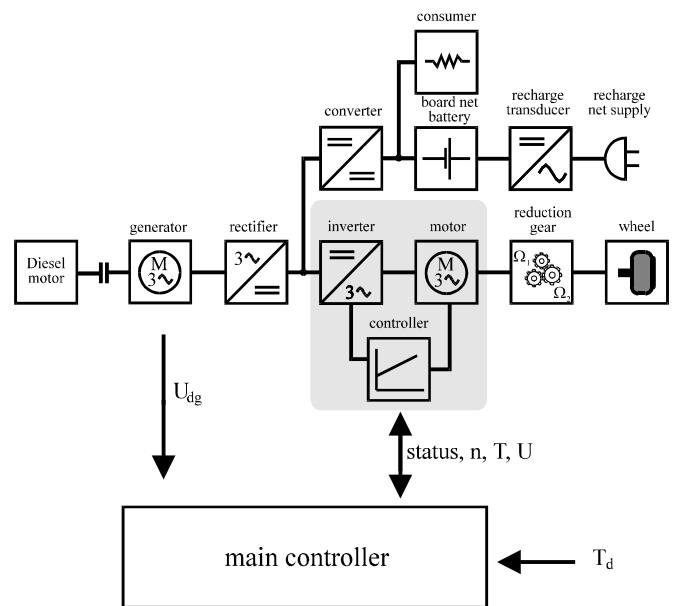 consumer
converter
board net
battery
recharge
transducer
recharge
net supply
generator
rectifier
inverter
motor
reduction
gear
wheel
Diesel
motor
M
3~
3~
3~
M
3~
Ω1
Ω2
controller
Udg
status, n, T, U
main controller
Td